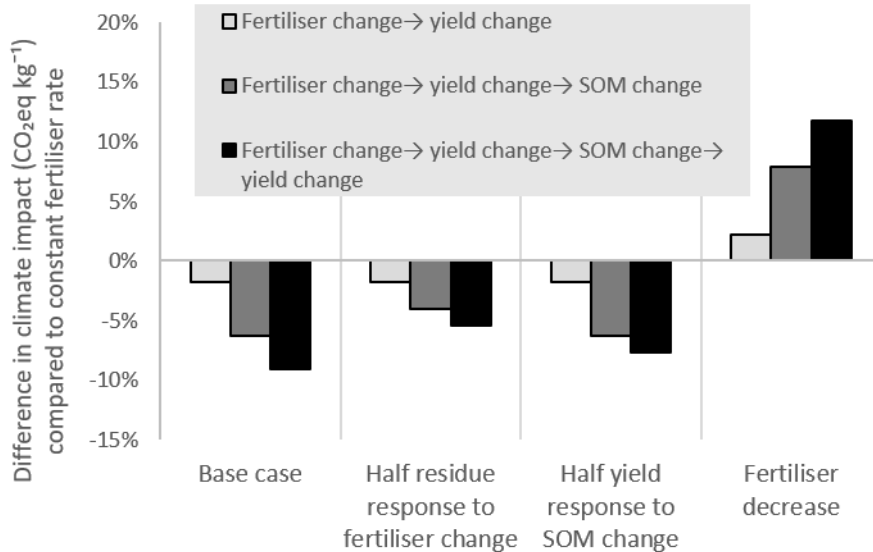 Difference in climate impact (CO₂eq kg⁻¹)
compared to constant fertiliser rate
20%
15%
10%
5%
0%
-5%
-10%
-15%
Fertiliser change→ yield change
Fertiliser change→ yield change→ SOM change
Fertiliser change→ yield change→ SOM change→
yield change
Base case
Half residue
response to
fertiliser change
Half yield
response to
SOM change
Fertiliser
decrease